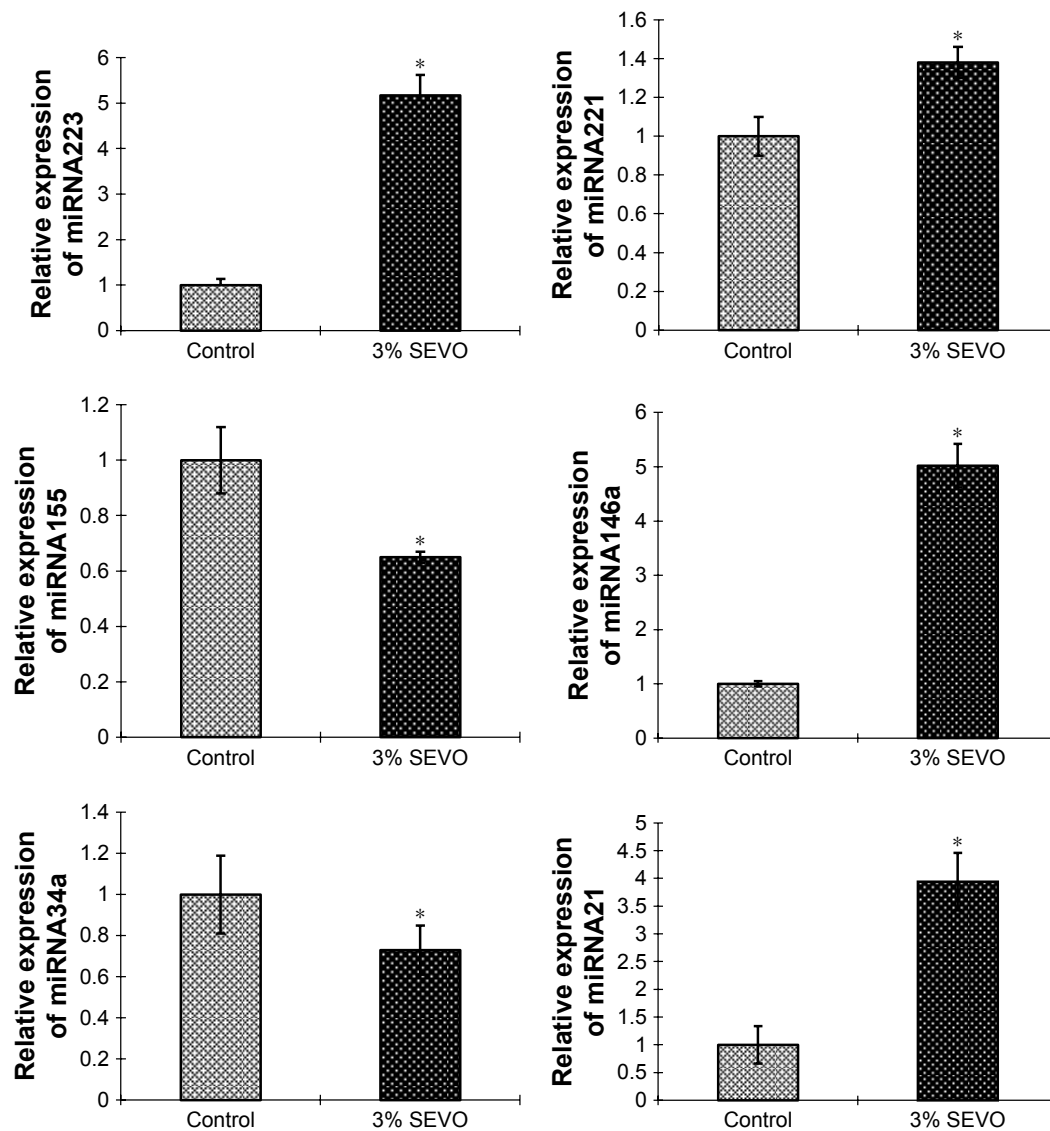 Relative expression
of miRNA223
6
5
4
3
2
1
0
*
Control
3% SEVO
Relative expression
of miRNA221
1.6
1.4
1.2
1
0.8
0.6
0.4
0.2
0
*
Control
3% SEVO
Relative expression
of miRNA155
1.2
1
0.8
0.6
0.4
0.2
0
*
Control
3% SEVO
Relative expression
of miRNA146a
6
5
4
3
2
1
0
*
Control
3% SEVO
Relative expression
of miRNA34a
1.4
1.2
1
0.8
0.6
0.4
0.2
0
*
Control
3% SEVO
Relative expression
of miRNA21
5
4.5
4
3.5
3
2.5
2
1.5
1
0.5
0
*
Control
3% SEVO